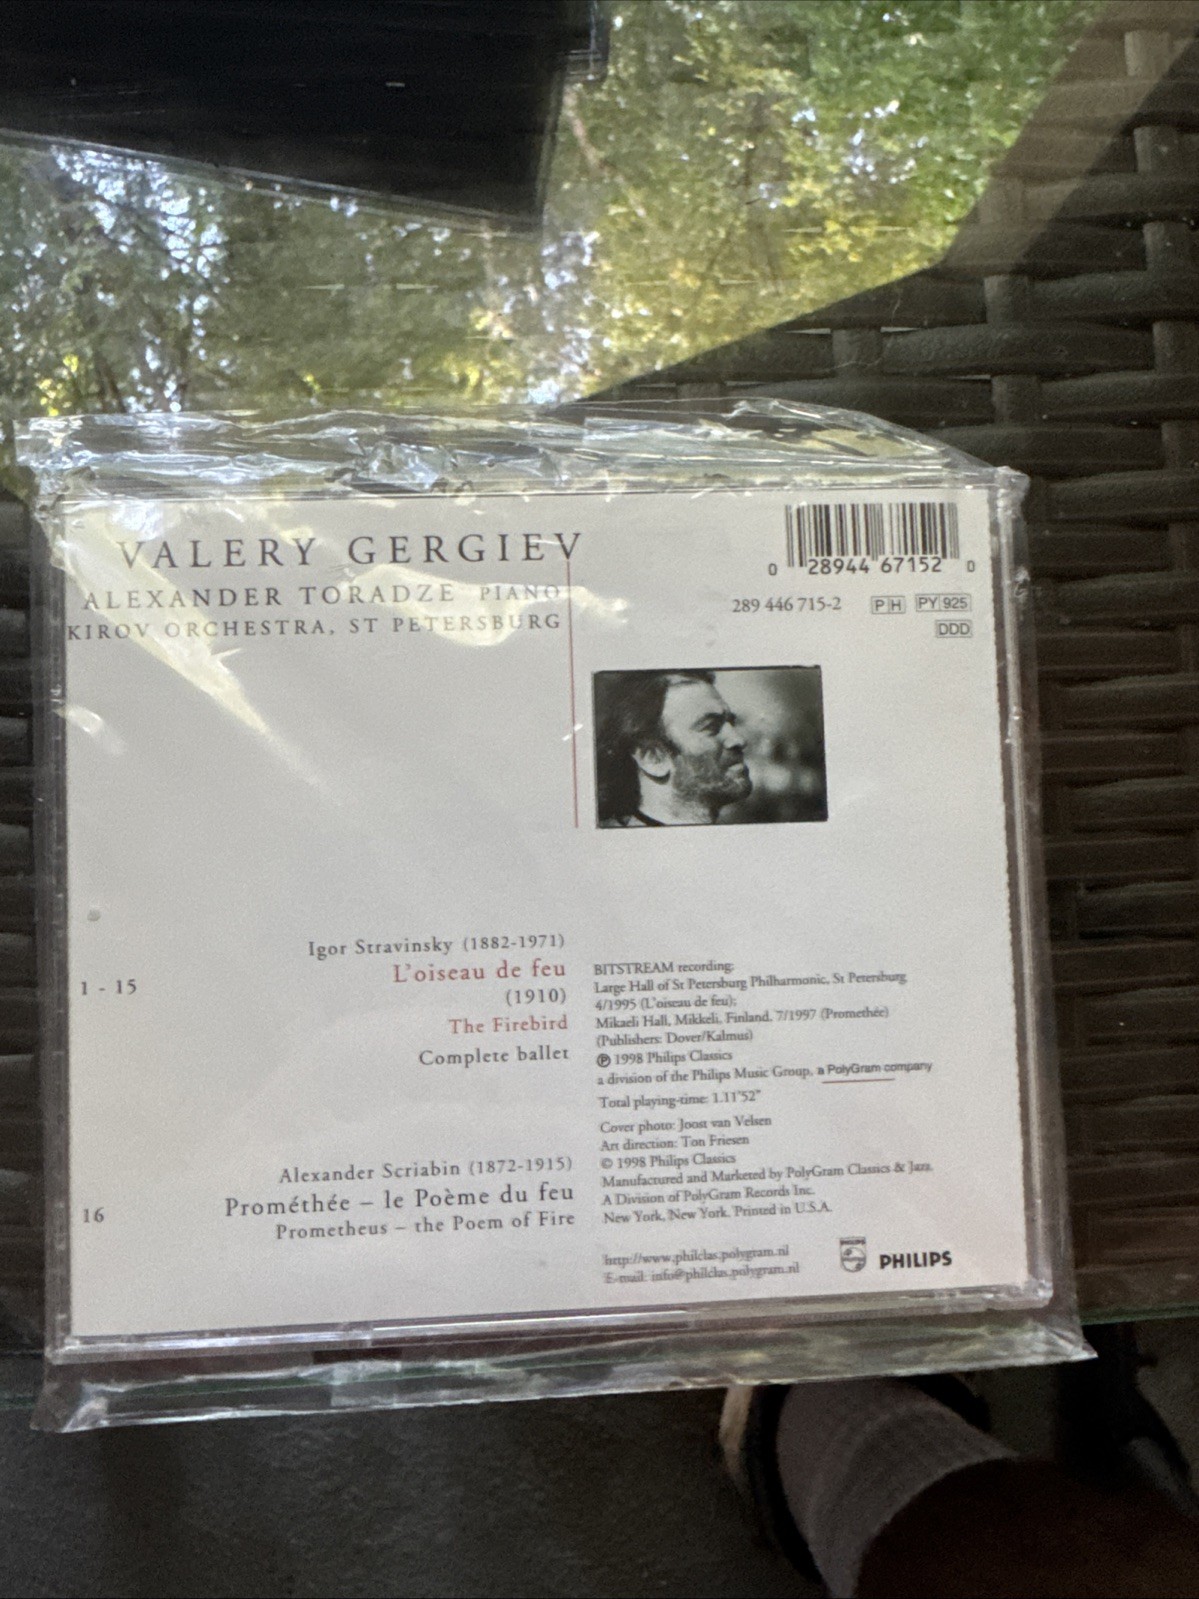 VALERY GERGIEV
ALEXANDER TORADZE PIANO
KIROV ORCHESTRA, ST PETERSBURG
0 28944 67152 0
289 446 715-2 PH PY 925
DDD
Igor Stravinsky (1882-1971)
1 - 15
L'oiseau de feu
(1910)
The Firebird
Complete ballet
Alexander Scriabin (1872-1915)
16
Prométhée – le Poème du feu
Prometheus – the Poem of Fire
BITSTREAM recording:
Large Hall of St Petersburg Philharmonic, St Petersburg,
4/1995 (L'oiseau de feu);
Mikaeli Hall, Mikkeli, Finland, 7/1997 (Promethée)
(Publishers: Dover/Kalmus)
℗ 1998 Philips Classics
a division of the Philips Music Group, a PolyGram company
Total playing-time: 1.11'52"
Cover photo: Joost van Velsen
Art direction: Ton Friesen
© 1998 Philips Classics
Manufactured and Marketed by PolyGram Classics & Jazz,
A Division of PolyGram Records Inc.
New York, New York. Printed in U.S.A.
http://www.philclas.polygram.nl
E-mail: info@philclas.polygram.nl
PHILIPS
PHILIPS